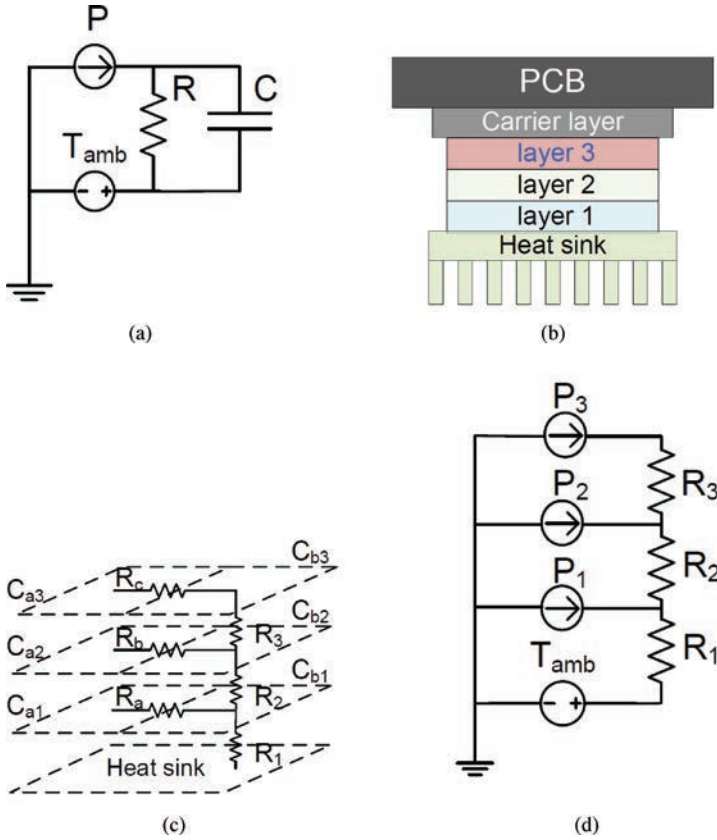 P
R
C
T_amb
(a)
PCB
Carrier layer
layer 3
layer 2
layer 1
Heat sink
(b)
C_b3
C_a3
R_c
C_b2
R_3
C_a2
R_b
C_b1
R_2
C_a1
R_a
R_1
Heat sink
(c)
P_3
R_3
P_2
R_2
P_1
R_1
T_amb
(d)